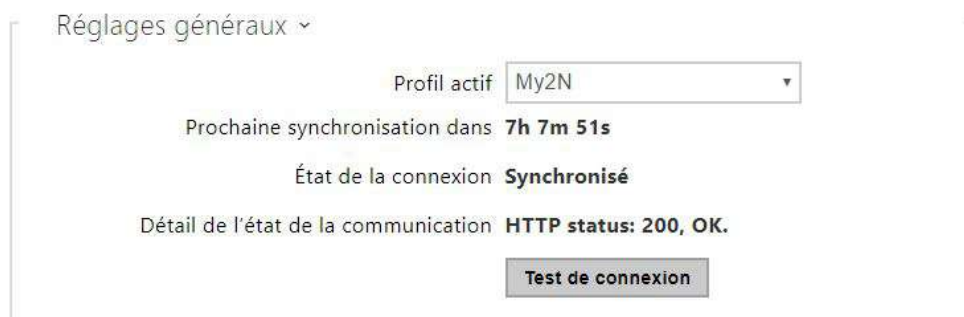 Réglages généraux
Profil actif My2N
Prochaine synchronisation dans 7h 7m 51s
État de la connexion Synchronisé
Détail de l'état de la communication HTTP status: 200, OK.
Test de connexion